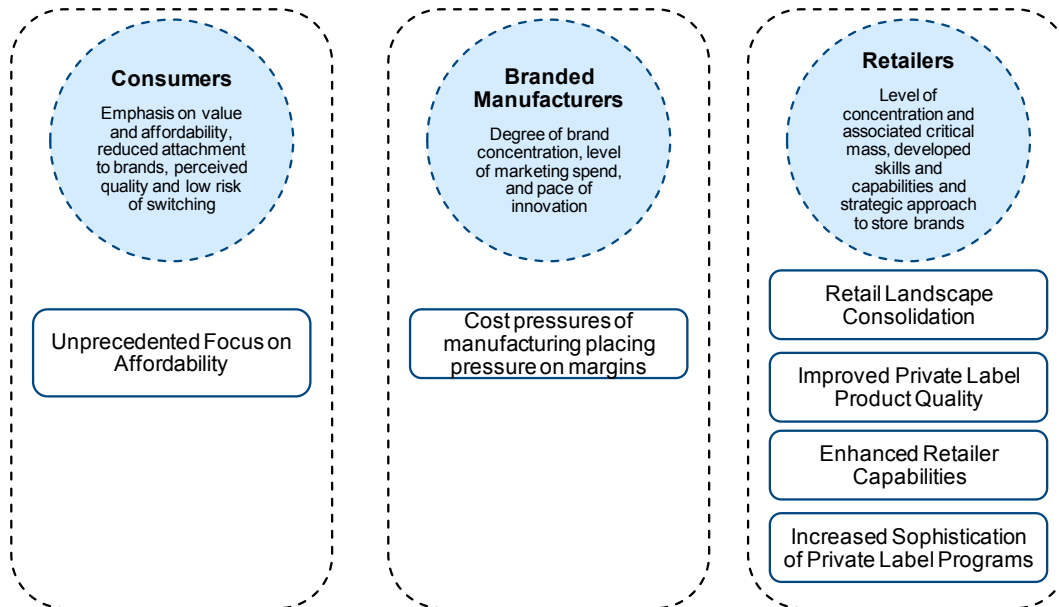 Consumers
Emphasis on value
and affordability,
reduced attachment
to brands, perceived
quality and low risk
of switching
Unprecedented Focus on
Affordability
Branded
Manufacturers
Degree of brand
concentration, level
of marketing spend,
and pace of
innovation
Cost pressures of
manufacturing placing
pressure on margins
Retailers
Level of
concentration and
associated critical
mass, developed
skills and
capabilities and
strategic approach
to store brands
Retail Landscape
Consolidation
Improved Private Label
Product Quality
Enhanced Retailer
Capabilities
Increased Sophistication
of Private Label Programs